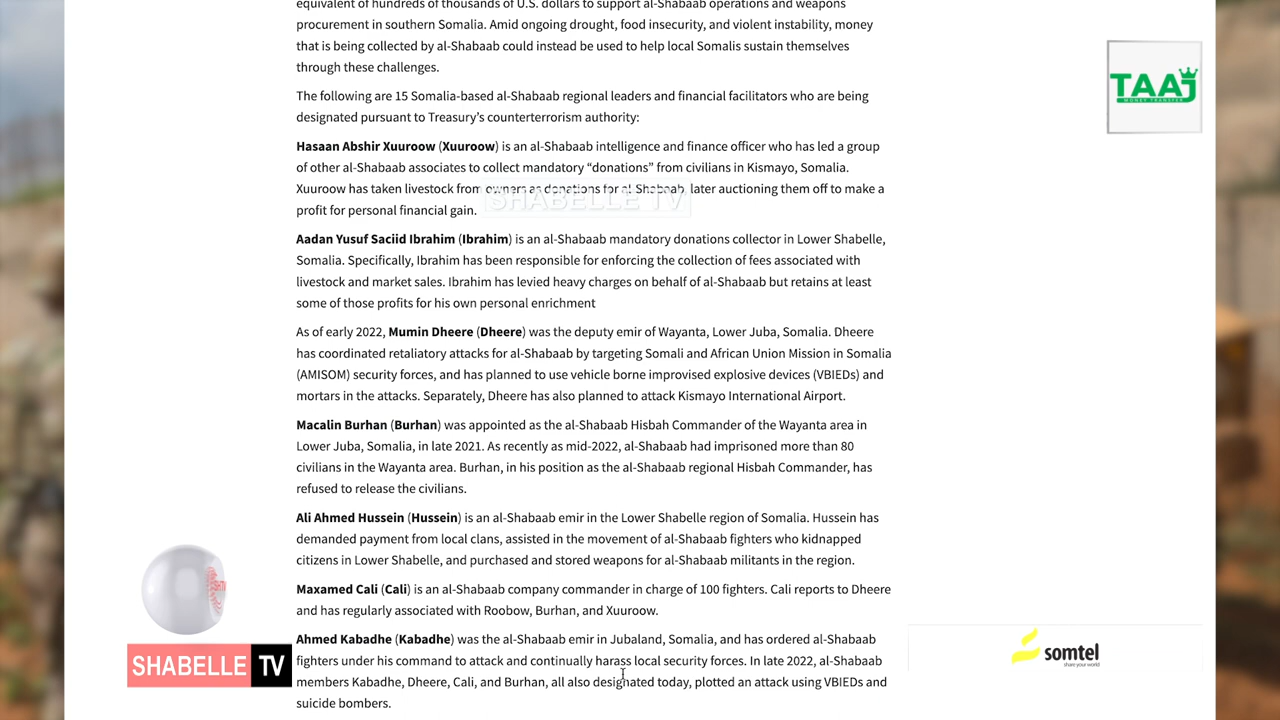 equivalent of hundreds of thousands of U.S. dollars to support al-Shabaab operations and weapons
procurement in southern Somalia. Amid ongoing drought, food insecurity, and violent instability, money
that is being collected by al-Shabaab could instead be used to help local Somalis sustain themselves
through these challenges.
The following are 15 Somalia-based al-Shabaab regional leaders and financial facilitators who are being
designated pursuant to Treasury’s counterterrorism authority:
Hasaan Abshir Xuuroow (Xuuroow) is an al-Shabaab intelligence and finance officer who has led a group
of other al-Shabaab associates to collect mandatory “donations” from civilians in Kismayo, Somalia.
Xuuroow has taken livestock from owners as donations for al-Shabaab, later auctioning them off to make a
profit for personal financial gain.
Aadan Yusuf Saciid Ibrahim (Ibrahim) is an al-Shabaab mandatory donations collector in Lower Shabelle,
Somalia. Specifically, Ibrahim has been responsible for enforcing the collection of fees associated with
livestock and market sales. Ibrahim has levied heavy charges on behalf of al-Shabaab but retains at least
some of those profits for his own personal enrichment
As of early 2022, Mumin Dheere (Dheere) was the deputy emir of Wayanta, Lower Juba, Somalia. Dheere
has coordinated retaliatory attacks for al-Shabaab by targeting Somali and African Union Mission in Somalia
(AMISOM) security forces, and has planned to use vehicle borne improvised explosive devices (VBIEDs) and
mortars in the attacks. Separately, Dheere has also planned to attack Kismayo International Airport.
Macalin Burhan (Burhan) was appointed as the al-Shabaab Hisbah Commander of the Wayanta area in
Lower Juba, Somalia, in late 2021. As recently as mid-2022, al-Shabaab had imprisoned more than 80
civilians in the Wayanta area. Burhan, in his position as the al-Shabaab regional Hisbah Commander, has
refused to release the civilians.
Ali Ahmed Hussein (Hussein) is an al-Shabaab emir in the Lower Shabelle region of Somalia. Hussein has
demanded payment from local clans, assisted in the movement of al-Shabaab fighters who kidnapped
citizens in Lower Shabelle, and purchased and stored weapons for al-Shabaab militants in the region.
Maxamed Cali (Cali) is an al-Shabaab company commander in charge of 100 fighters. Cali reports to Dheere
and has regularly associated with Roobow, Burhan, and Xuuroow.
Ahmed Kabadhe (Kabadhe) was the al-Shabaab emir in Jubaland, Somalia, and has ordered al-Shabaab
fighters under his command to attack and continually harass local security forces. In late 2022, al-Shabaab
members Kabadhe, Dheere, Cali, and Burhan, all also designated today, plotted an attack using VBIEDs and
suicide bombers.
SHABELLE TV
TAAJ
MONEY TRANSFER
SHABELLE TV
somtel
share your world